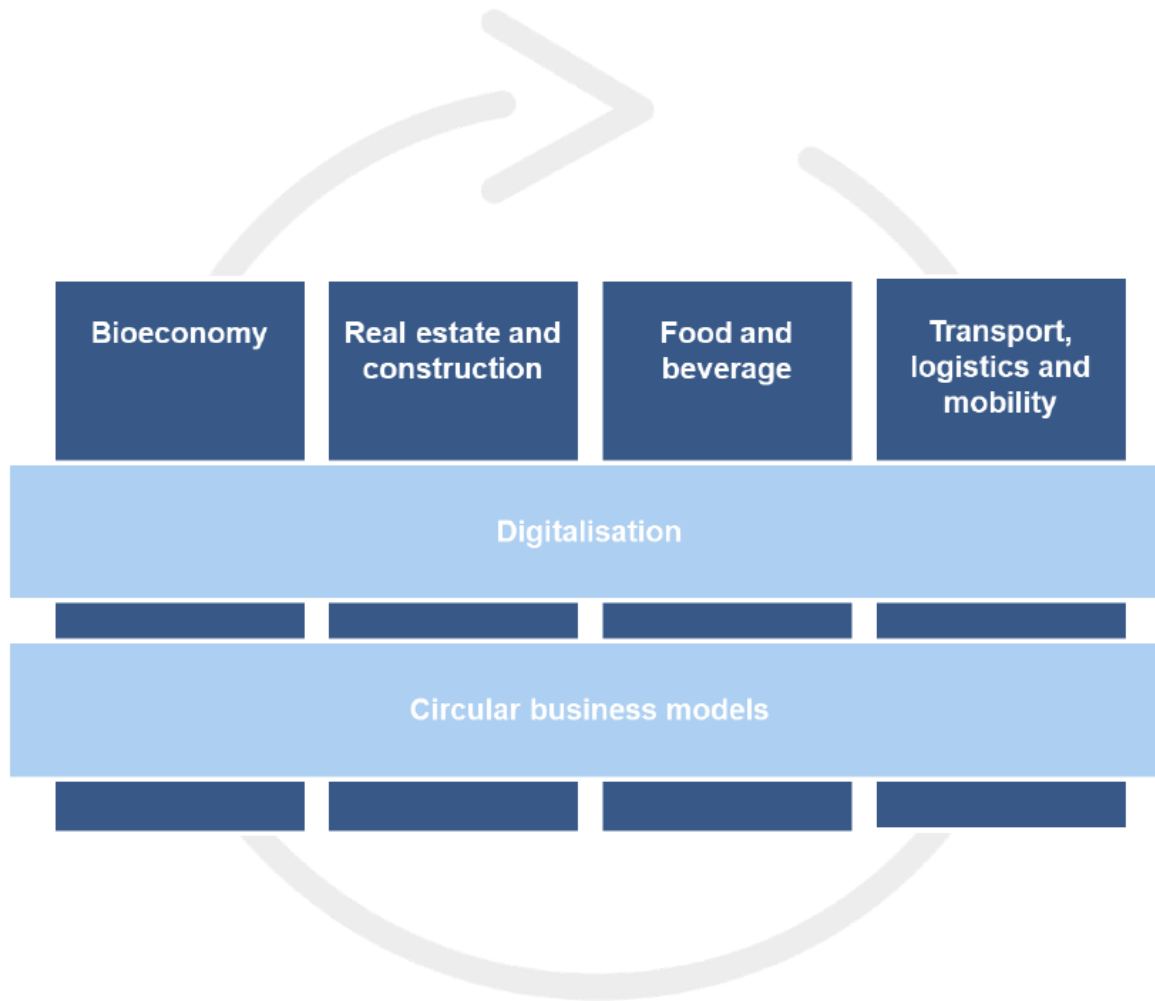 Bioeconomy
Real estate and
construction
Food and
beverage
Transport,
logistics and
mobility
Digitalisation
Circular business models